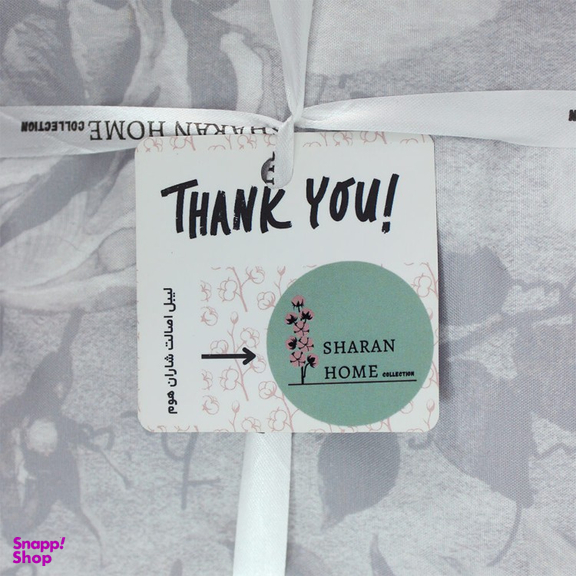 SHARAN HOME COLLECTION
THANK YOU!
لیبل اصالت شاران هوم
SHARAN
HOME COLLECTION
Snapp!
Shop